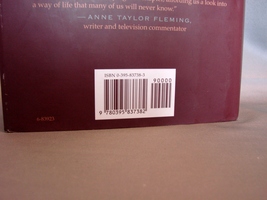 a way of life that many of us will never know."
—ANNE TAYLOR FLEMING,
writer and television commentator
ISBN 0-395-83738-3
90000
9 780395 837382